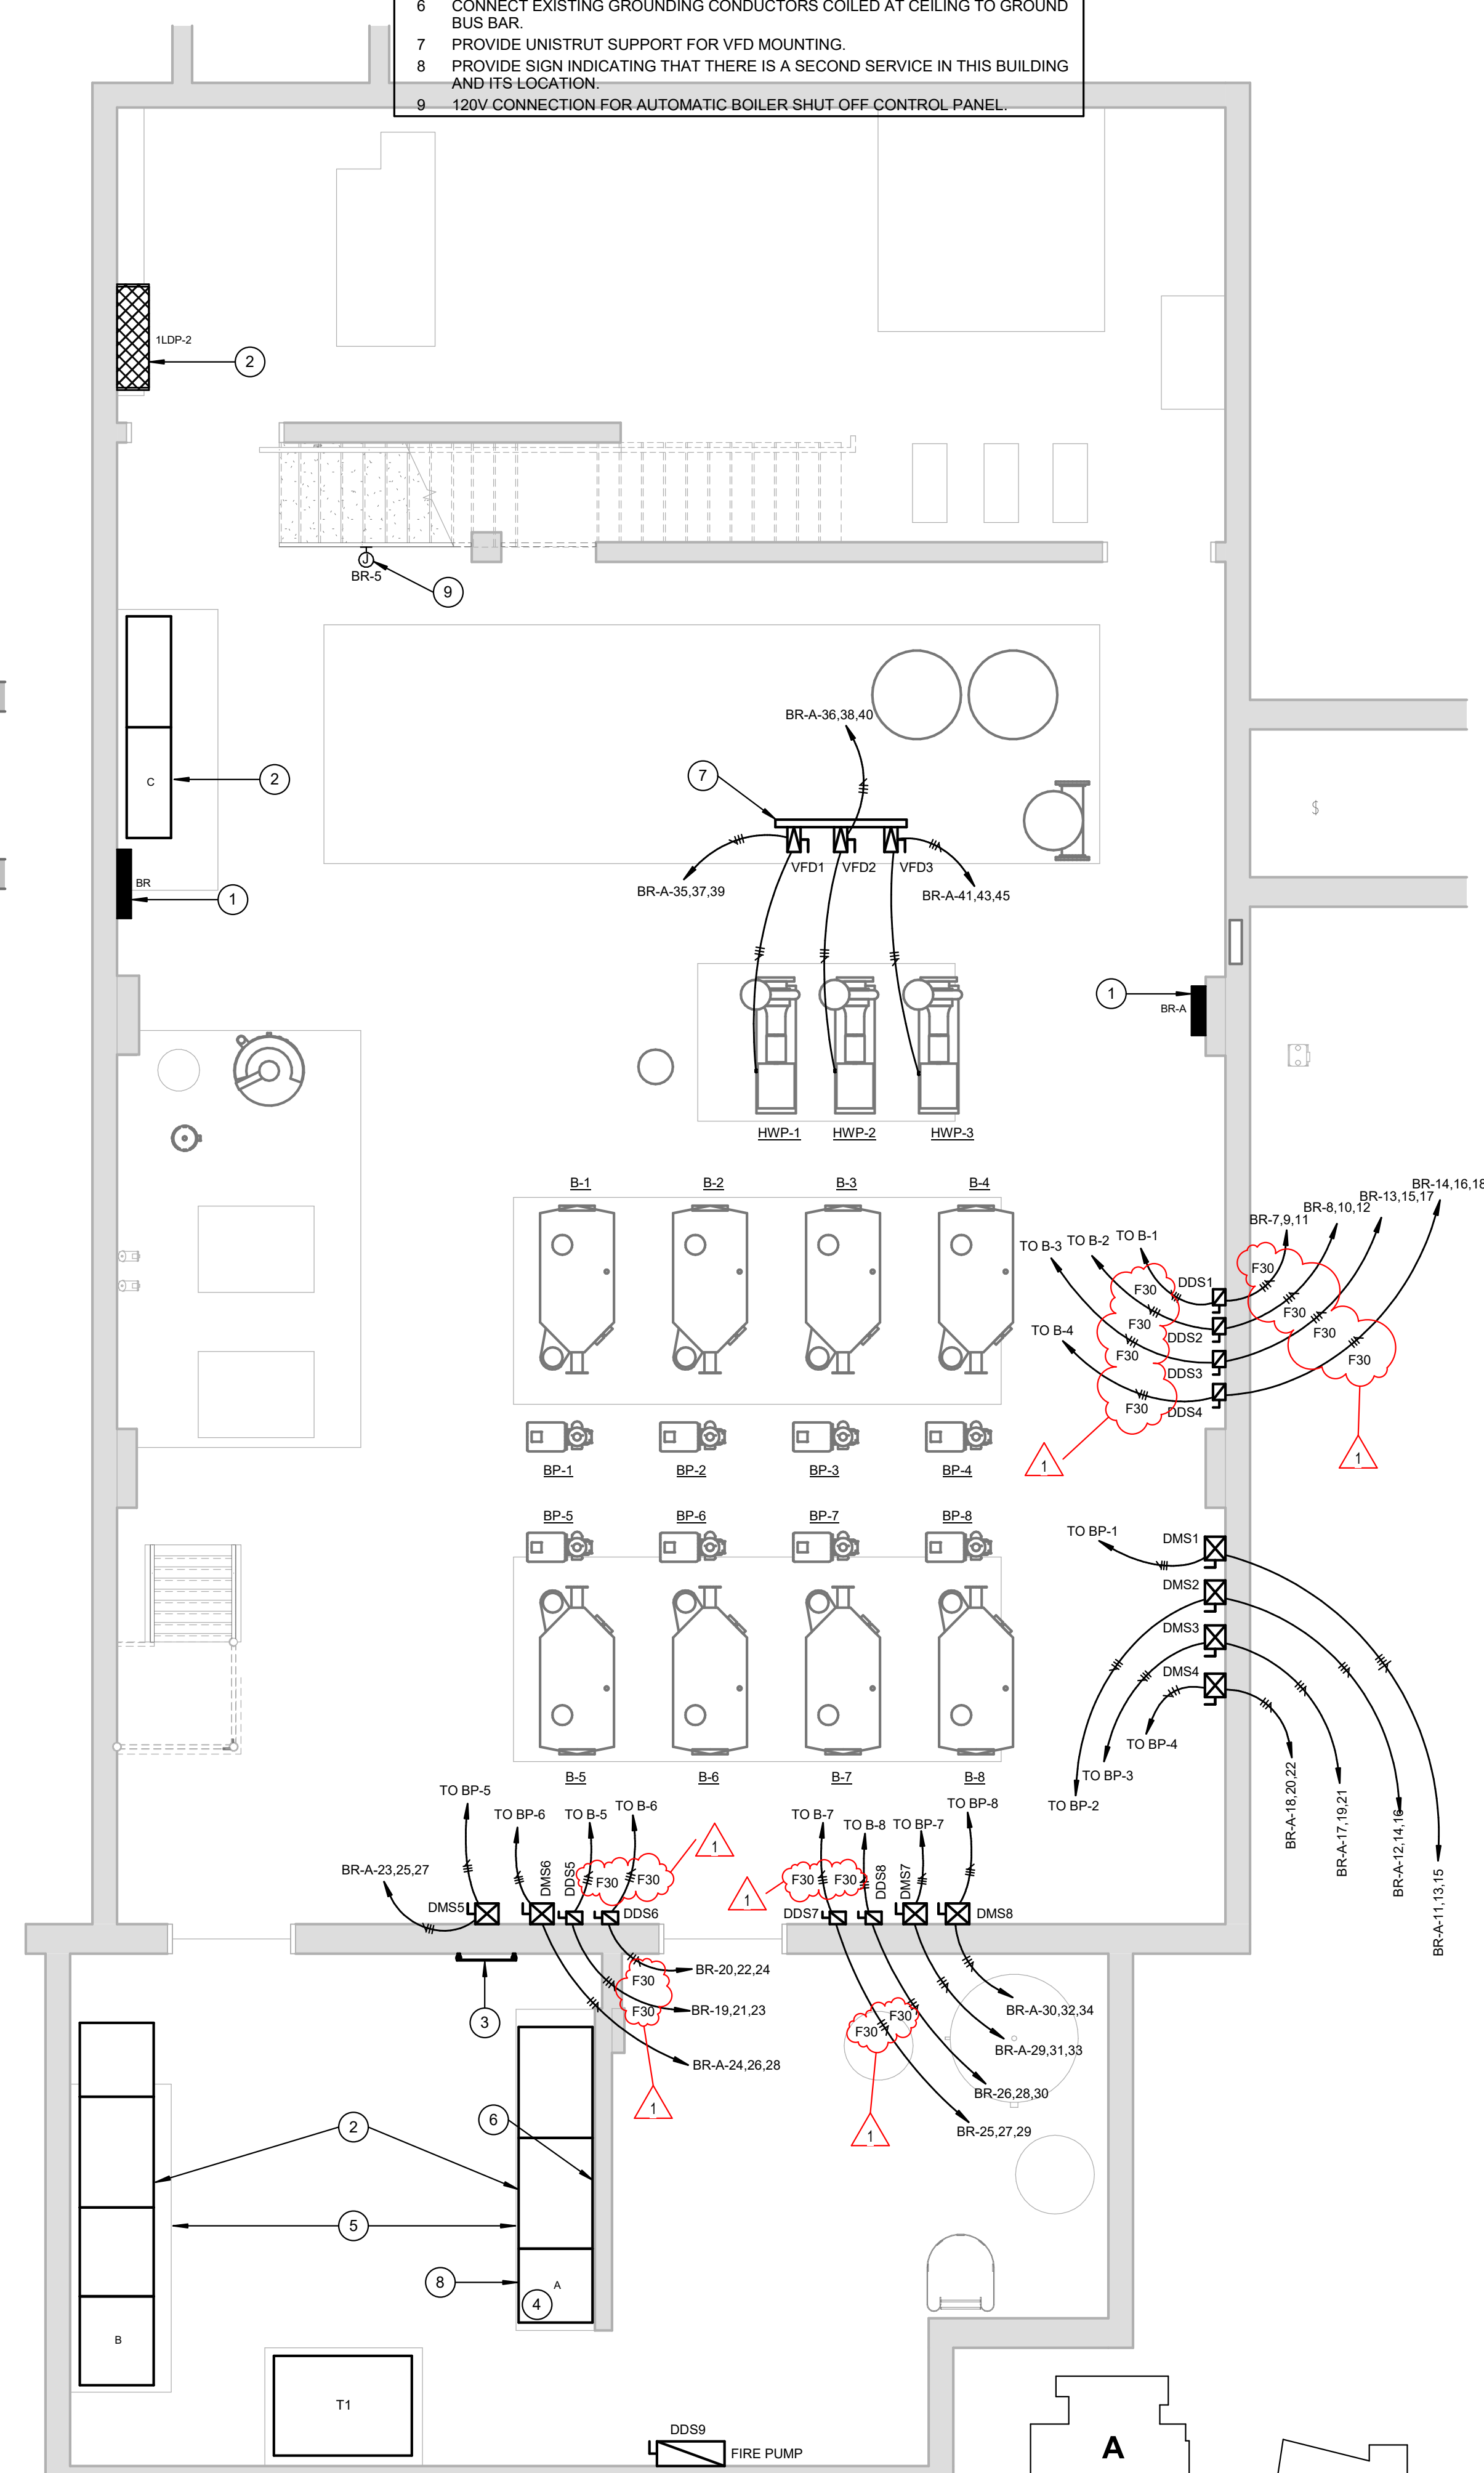 6 CONNECT EXISTING GROUNDING CONDUCTORS COILED AT CEILING TO GROUND
BUS BAR.
7 PROVIDE UNISTRUT SUPPORT FOR VFD MOUNTING.
8 PROVIDE SIGN INDICATING THAT THERE IS A SECOND SERVICE IN THIS BUILDING
AND ITS LOCATION.
9 120V CONNECTION FOR AUTOMATIC BOILER SHUT OFF CONTROL PANEL.
1LDP-2
2
J
BR-5
9
BR-A-36,38,40
7
C
2
$
VFD1 VFD2 VFD3
BR
BR-A-35,37,39
BR-A-41,43,45
1
1
BR-A
HWP-1 HWP-2 HWP-3
B-1 B-2 B-3 B-4
BR-14,16,18
BR-13,15,17
BR-8,10,12
BR-7,9,11
TO B-1
TO B-2
TO B-3
F30
DDS1
F30
F30
F30
TO B-4
DDS2
F30
F30
F30
DDS3
F30
DDS4
1
1
BP-1 BP-2 BP-3 BP-4
BP-5 BP-6 BP-7 BP-8
TO BP-1
DMS1
DMS2
DMS3
DMS4
TO BP-4
TO BP-3
TO BP-2
BR-A-18,20,22
BR-A-17,19,21
BR-A-12,14,16
BR-A-11,13,15
B-5 B-6 B-7 B-8
TO BP-5
TO BP-6
TO B-5
TO B-6
TO B-7
TO B-8
TO BP-7
TO BP-8
1
BR-A-23,25,27
F30
F30
F30
F30
1
DMS5
DMS6
DDS5
DDS6
DDS7
DDS8
DMS7
DMS8
BR-20,22,24
F30
BR-19,21,23
F30
3
F30
F30
BR-A-30,32,34
BR-A-29,31,33
BR-A-24,26,28
BR-26,28,30
BR-25,27,29
1
1
2
6
5
8
A
4
B
T1
DDS9
FIRE PUMP
A